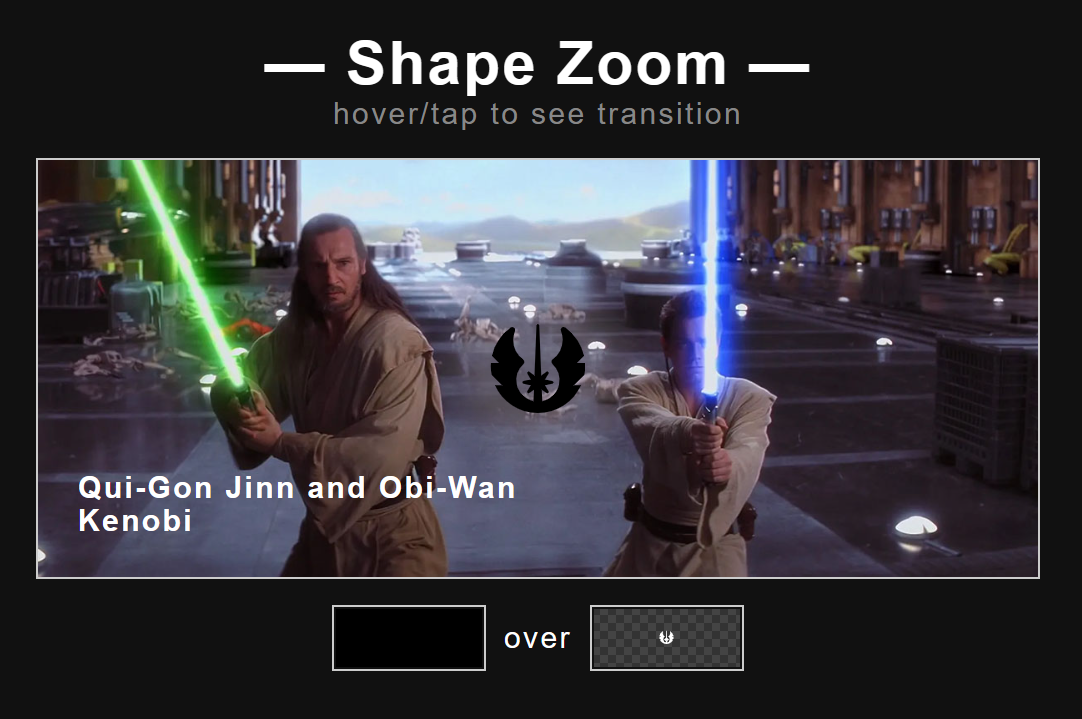 — Shape Zoom —
hover/tap to see transition
Qui-Gon Jinn and Obi-Wan
Kenobi
over